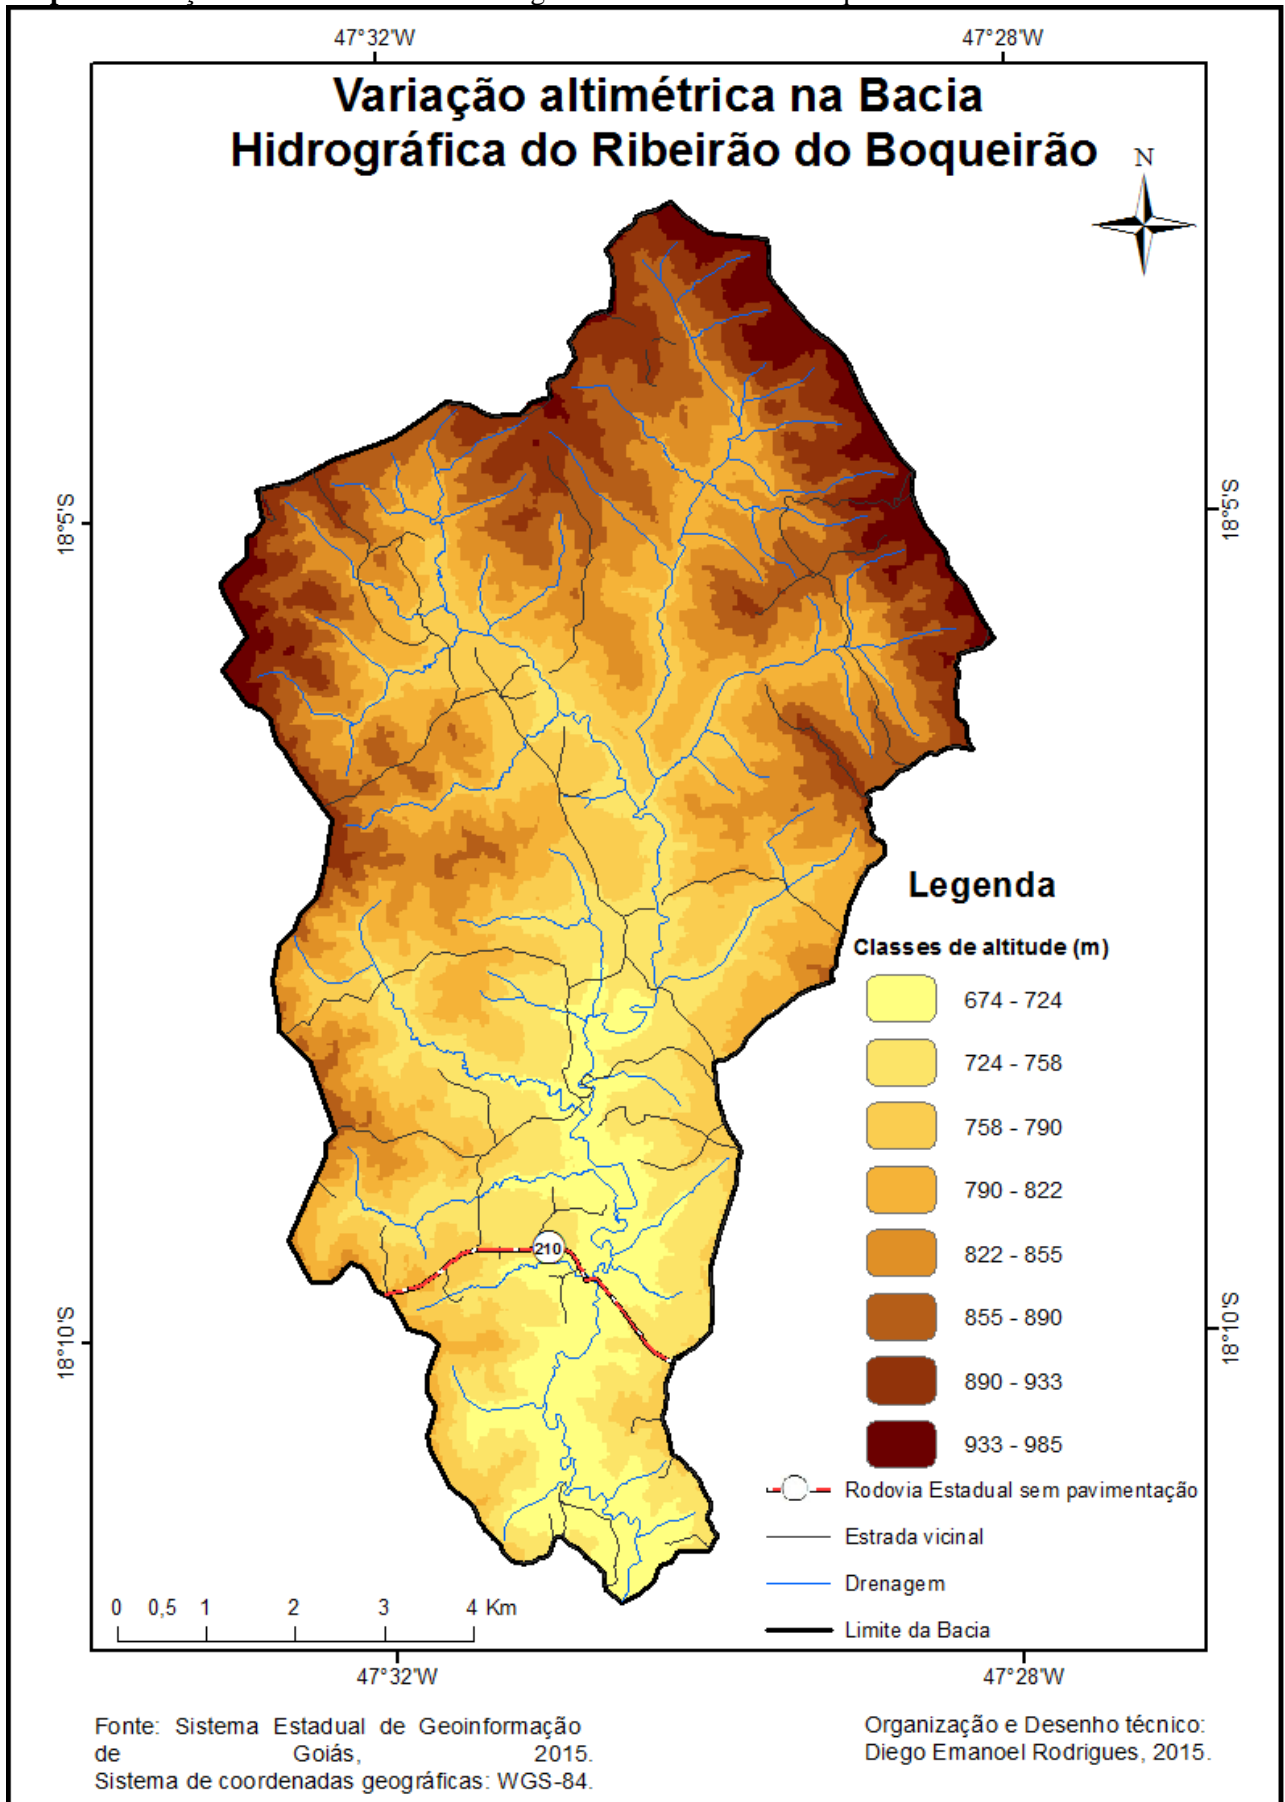 47°32'W 47°28'W
Variação altimétrica na Bacia
Hidrográfica do Ribeirão do Boqueirão
N
18°5'S 18°5'S
Legenda
Classes de altitude (m)
674 - 724
724 - 758
758 - 790
790 - 822
822 - 855
855 - 890
890 - 933
933 - 985
210
18°10'S 18°10'S
Rodovia Estadual sem pavimentação
Estrada vicinal
Drenagem
Limite da Bacia
0 0,5 1 2 3 4 Km
47°32'W 47°28'W
Fonte: Sistema Estadual de Geoinformação
de Goiás, 2015.
Sistema de coordenadas geográficas: WGS-84.
Organização e Desenho técnico:
Diego Emanoel Rodrigues, 2015.